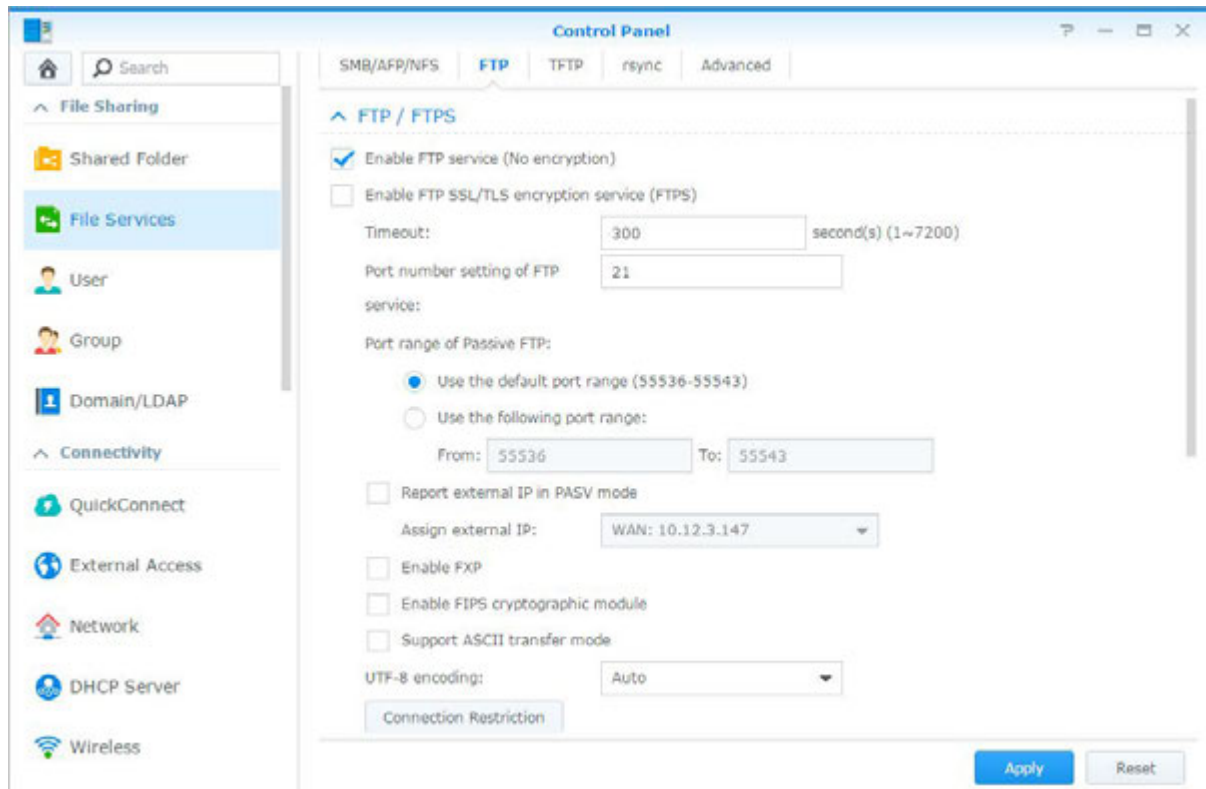 Control Panel
Search
SMB/AFP/NFS FTP TFTP rsync Advanced
File Sharing
Shared Folder
File Services
User
Group
Domain/LDAP
Connectivity
QuickConnect
External Access
Network
DHCP Server
Wireless
FTP / FTPS
Enable FTP service (No encryption)
Enable FTP SSL/TLS encryption service (FTPS)
Timeout: 300 second(s) (1~7200)
Port number setting of FTP 21
service:
Port range of Passive FTP:
Use the default port range (55536-55543)
Use the following port range:
From: 55536 To: 55543
Report external IP in PASV mode
Assign external IP: WAN: 10.12.3.147
Enable FXP
Enable FIPS cryptographic module
Support ASCII transfer mode
UTF-8 encoding: Auto
Connection Restriction
Apply Reset